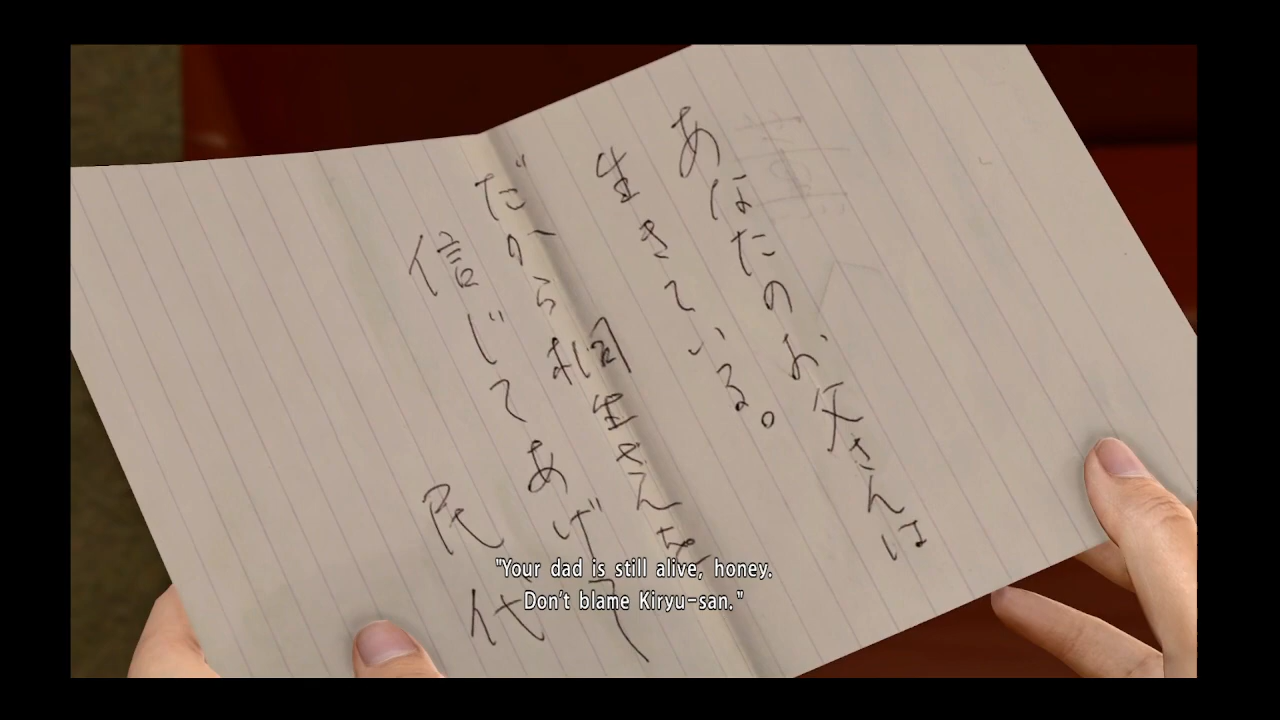 あなたのお父さんは
生きている。
だから桐生さんを
信じてあげて
民代
"Your dad is still alive, honey.
Don't blame Kiryu-san."